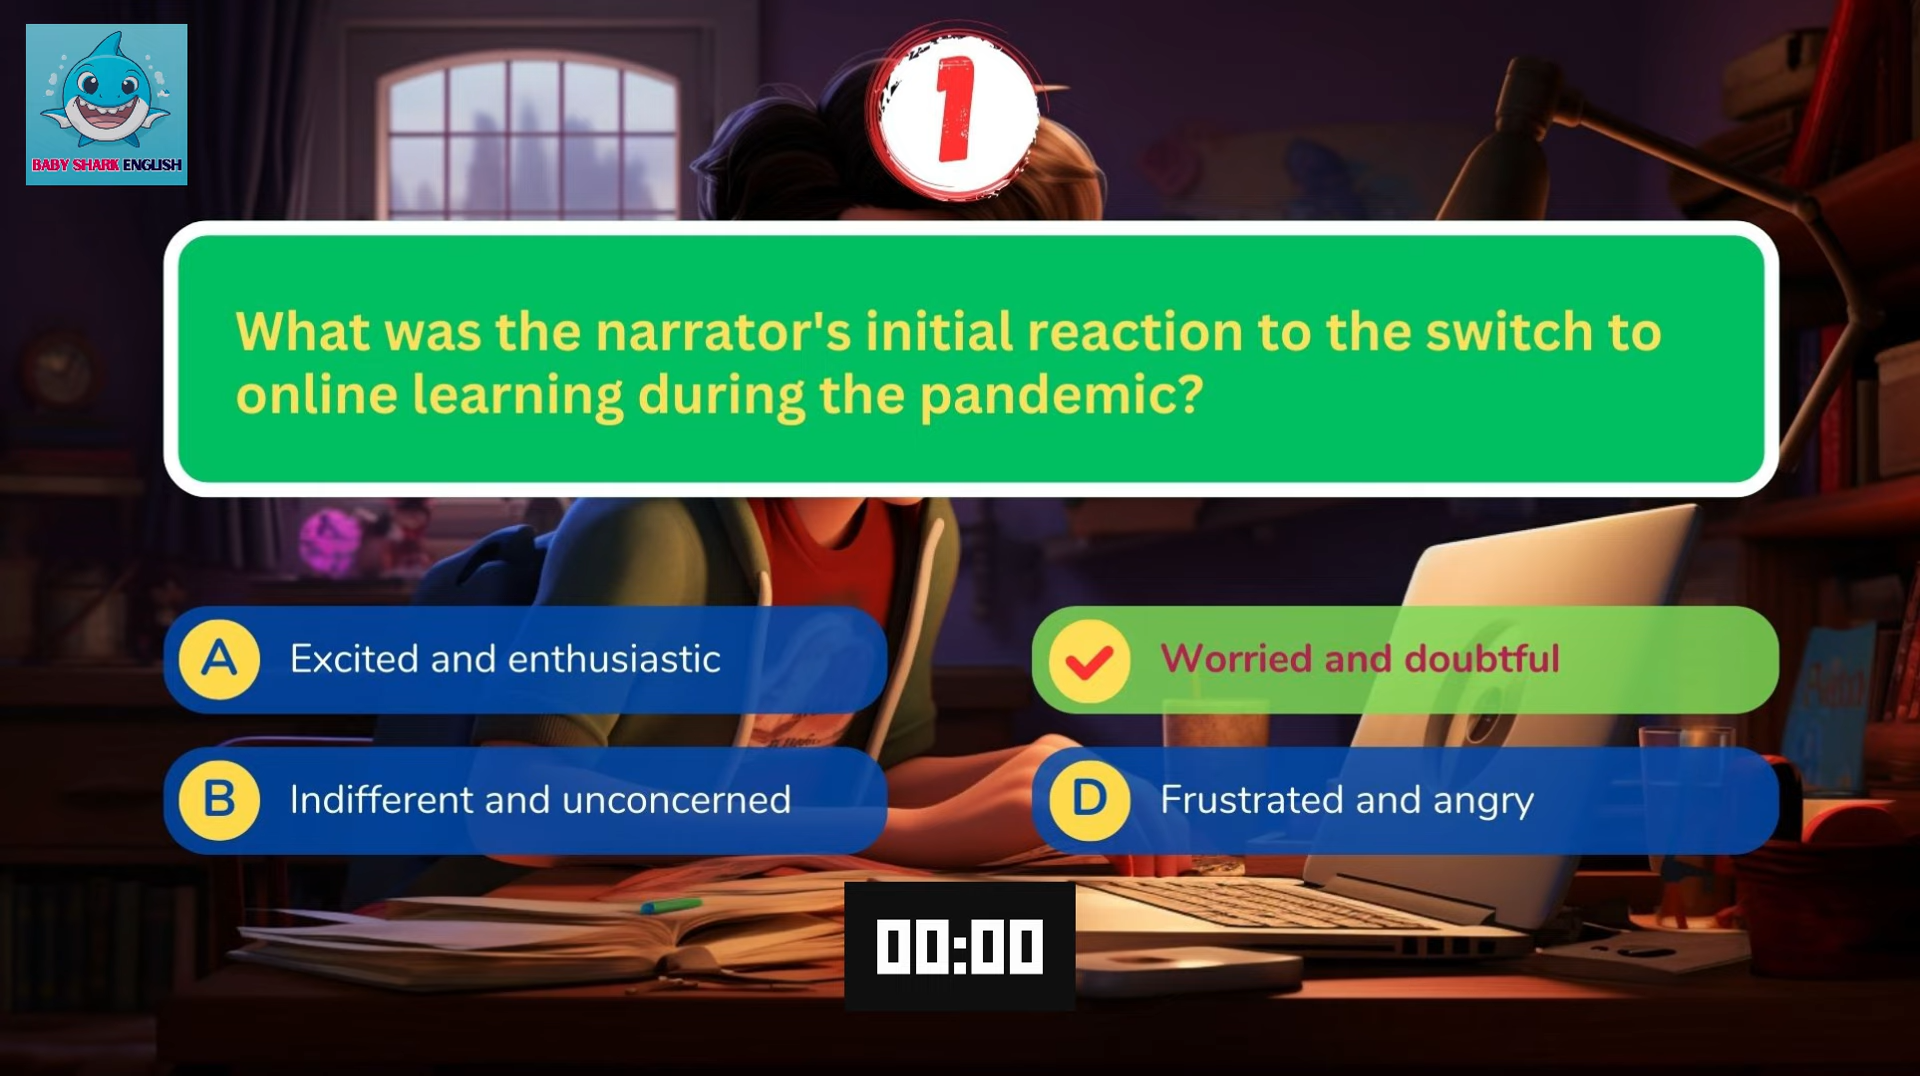 BABY SHARK ENGLISH
1
What was the narrator's initial reaction to the switch to
online learning during the pandemic?
A Excited and enthusiastic
Worried and doubtful
B Indifferent and unconcerned
D Frustrated and angry
00:00